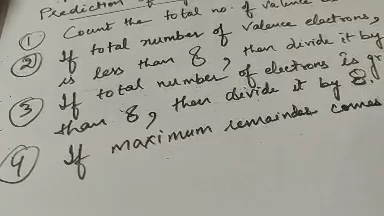 Prediction of
① Count the total no. of valence
② If total number of valence electrons,
is less than 8, then divide it by
③ If total number of electrons is gr
than 8, then divide it by 8.
④ If maximum remainder comes